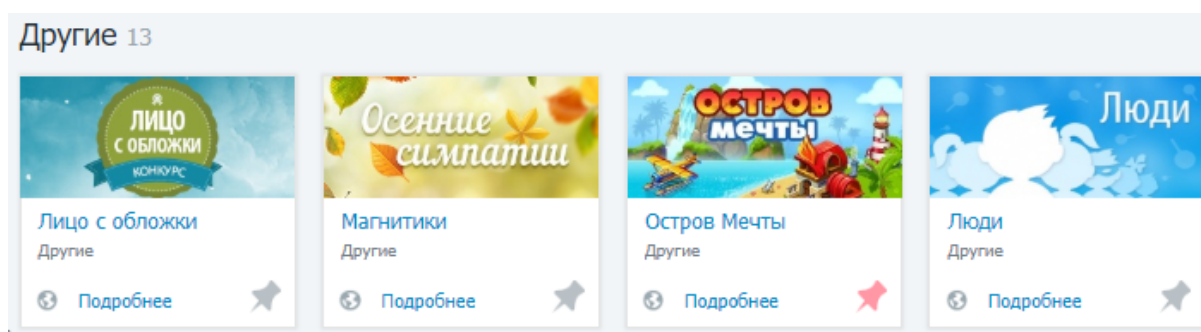 Другие 13
ЛИЦО
С ОБЛОЖКИ
КОНКУРС
Осенние
симпатии
ОСТРОВ
Мечты
Люди
Лицо с обложки
Магнитики
Остров Мечты
Люди
Другие
Другие
Другие
Другие
Подробнее
Подробнее
Подробнее
Подробнее